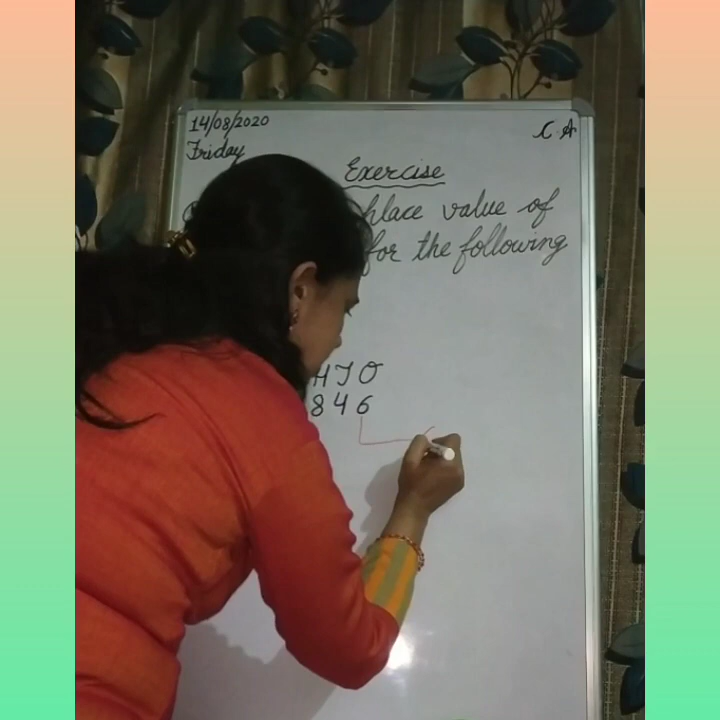 14/08/2020
C.A
Friday
Exercise
place value of
for the following
H T O
8 4 6